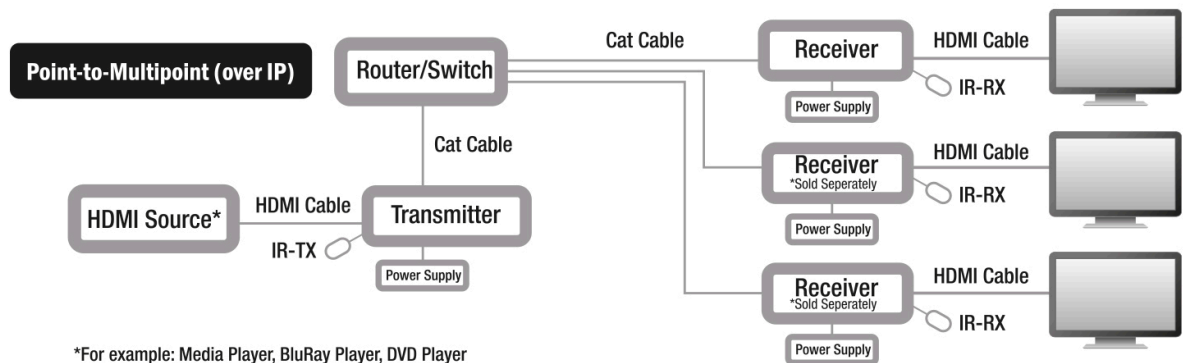 Point-to-Multipoint (over IP)
Router/Switch
Cat Cable
Receiver
HDMI Cable
IR-RX
Power Supply
Cat Cable
Receiver
*Sold Seperately
HDMI Cable
IR-RX
Power Supply
HDMI Source*
HDMI Cable
IR-TX
Transmitter
Power Supply
Receiver
*Sold Seperately
HDMI Cable
IR-RX
Power Supply
*For example: Media Player, BluRay Player, DVD Player